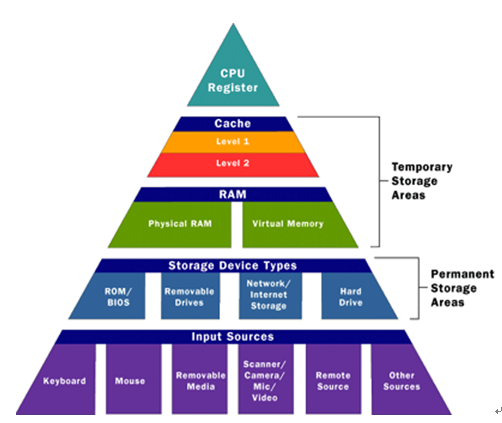 CPU
Register
Cache
Level 1
Level 2
Temporary
Storage
Areas
RAM
Physical RAM
Virtual Memory
Storage Device Types
ROM/
BIOS
Removable
Drives
Network/
Internet
Storage
Hard
Drive
Permanent
Storage
Areas
Input Sources
Keyboard
Mouse
Removable
Media
Scanner/
Camera/
Mic/
Video
Remote
Source
Other
Sources